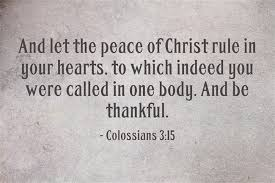 And let the peace of Christ rule in
your hearts, to which indeed you
were called in one body. And be
thankful.
- Colossians 3:15